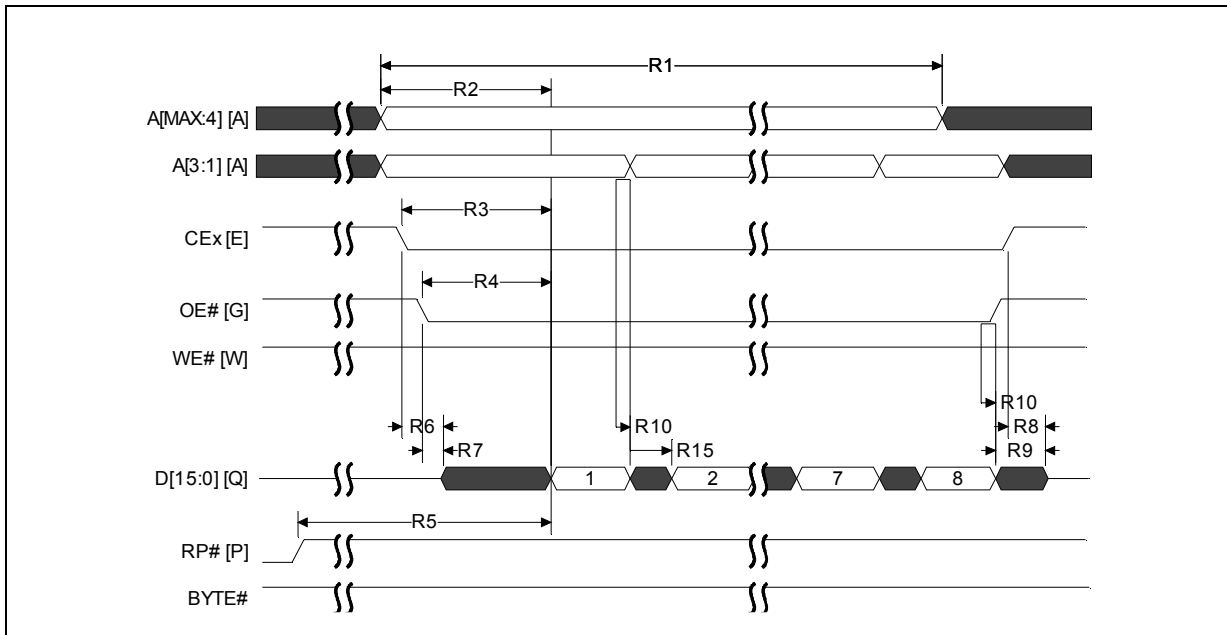 R1
R2
A[MAX:4] [A]
A[3:1] [A]
R3
CEx [E]
R4
OE# [G]
WE# [W]
R10
R6
R10
R8
R7
R15
R9
D[15:0] [Q]
1
2
7
8
R5
RP# [P]
BYTE#